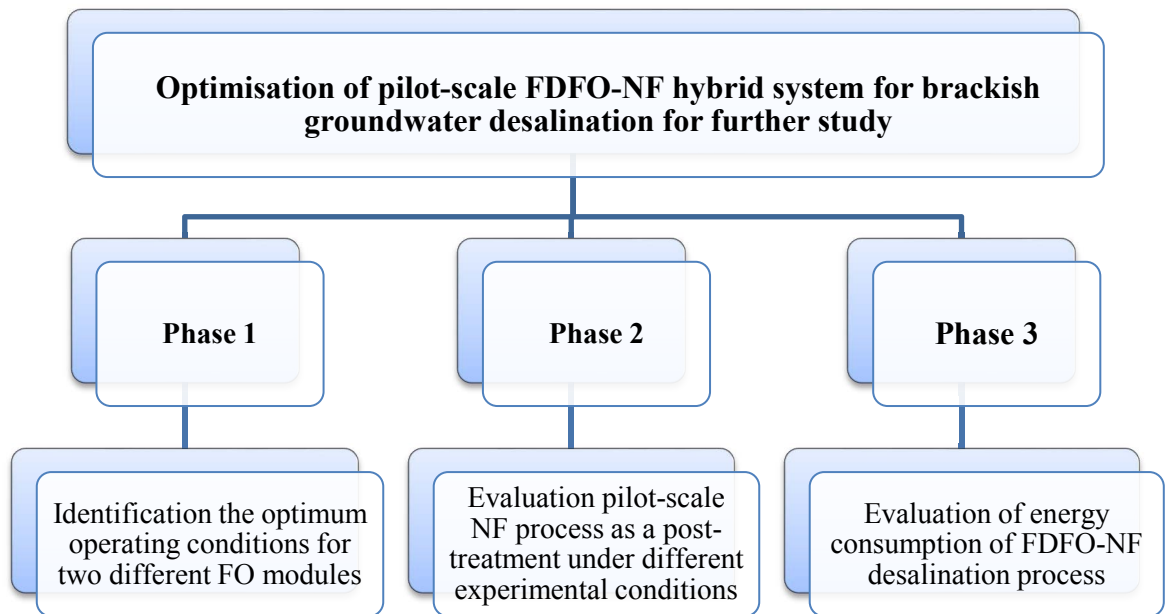 Optimisation of pilot-scale FDFO-NF hybrid system for brackish
groundwater desalination for further study
Phase 1
Phase 2
Phase 3
Identification the optimum
operating conditions for
two different FO modules
Evaluation pilot-scale
NF process as a post-
treatment under different
experimental conditions
Evaluation of energy
consumption of FDFO-NF
desalination process